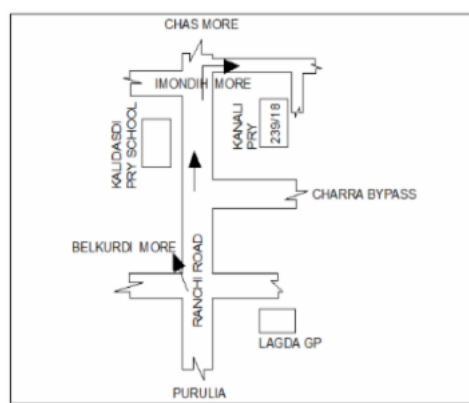 CHAS MORE
IMONDIH MORE
KALIDASDI
PRY SCHOOL
KANALI
PRY
239/18
CHARRA BYPASS
BELKURDI MORE
RANCHI ROAD
LAGDA GP
PURULIA